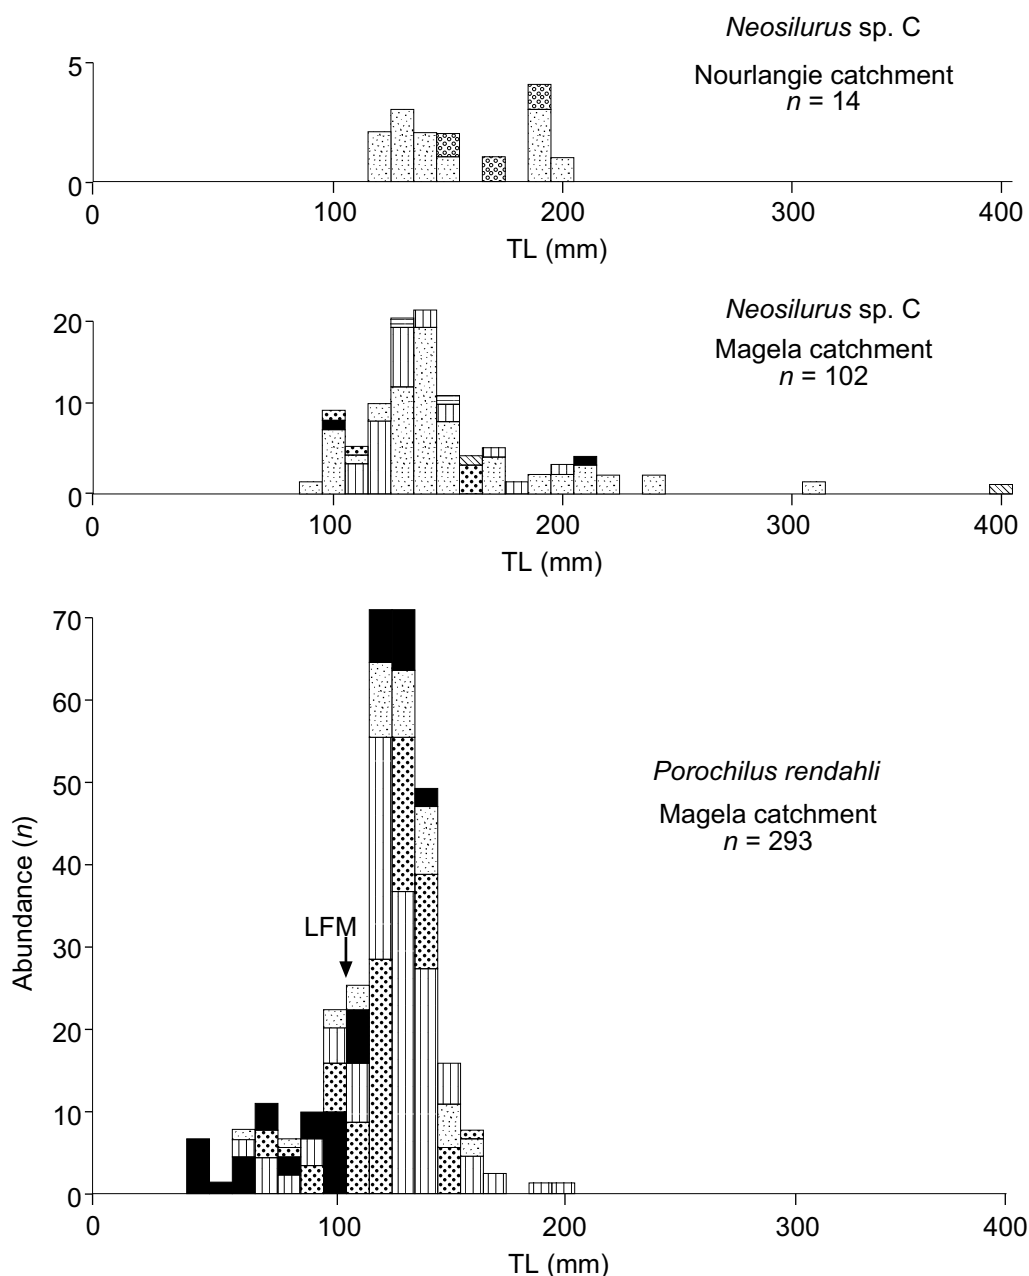 Neosilurus sp. C
5
Nourlangie catchment
n = 14
0
0
100
200
300
400
TL (mm)
Neosilurus sp. C
20
Magela catchment
n = 102
10
0
0
100
200
300
400
TL (mm)
70
60
Porochilus rendahli
50
Magela catchment
n = 293
Abundance (n)
40
LFM
30
20
10
0
0
100
200
300
400
TL (mm)